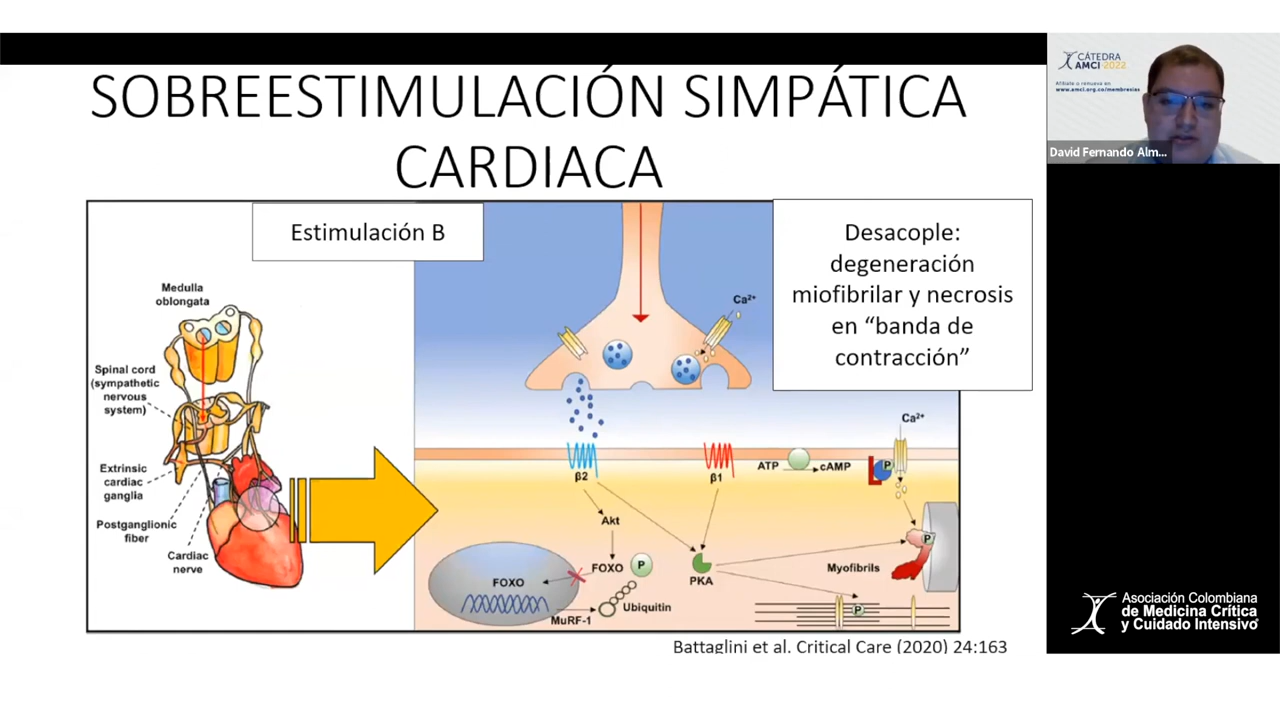 SOBREESTIMULACIÓN SIMPÁTICA
CARDIACA
Estimulación B
Desacople:
degeneración
miofibrilar y necrosis
en “banda de
contracción”
Medulla
oblongata
Spinal cord
(sympathetic
nervous
system)
Extrinsic
cardiac
ganglia
Postganglionic
fiber
Cardiac
nerve
Ca²⁺
Ca²⁺
β2
β1
ATP
cAMP
P
Akt
FOXO
P
FOXO
PKA
Myofibrils
P
MuRF-1
Ubiquitin
P
Battaglini et al. Critical Care (2020) 24:163
CÁTEDRA
AMCI 2022
Afíliate o renueva en
www.amci.org.co/membresias
David Fernando Alm...
Asociación Colombiana
de Medicina Crítica
y Cuidado Intensivo